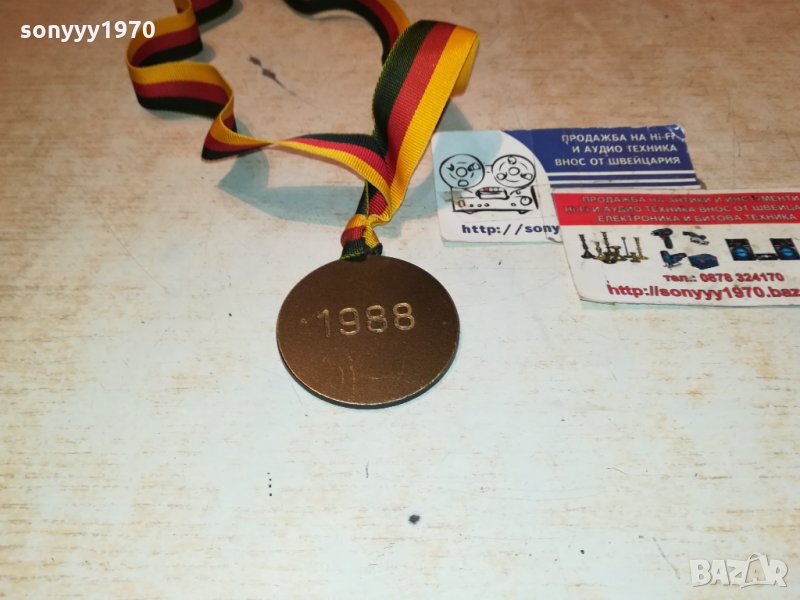 sonyyy1970
sonyyy1970
1988
ПРОДАЖБА НА Hi-Fi
И АУДИО ТЕХНИКА
ВНОС ОТ ШВЕЙЦАРИЯ
http://sony
ПРОДАЖБА НА АНТИКИ И ИНСТРУМЕНТИ
Hi-Fi И АУДИО ТЕХНИКА ВНОС ОТ ШВЕЙЦА
ЕЛЕКТРОНИКА И БИТОВА ТЕХНИКА
тел.: 0878 324170
http://sonyyy1970.baz
BAZAR